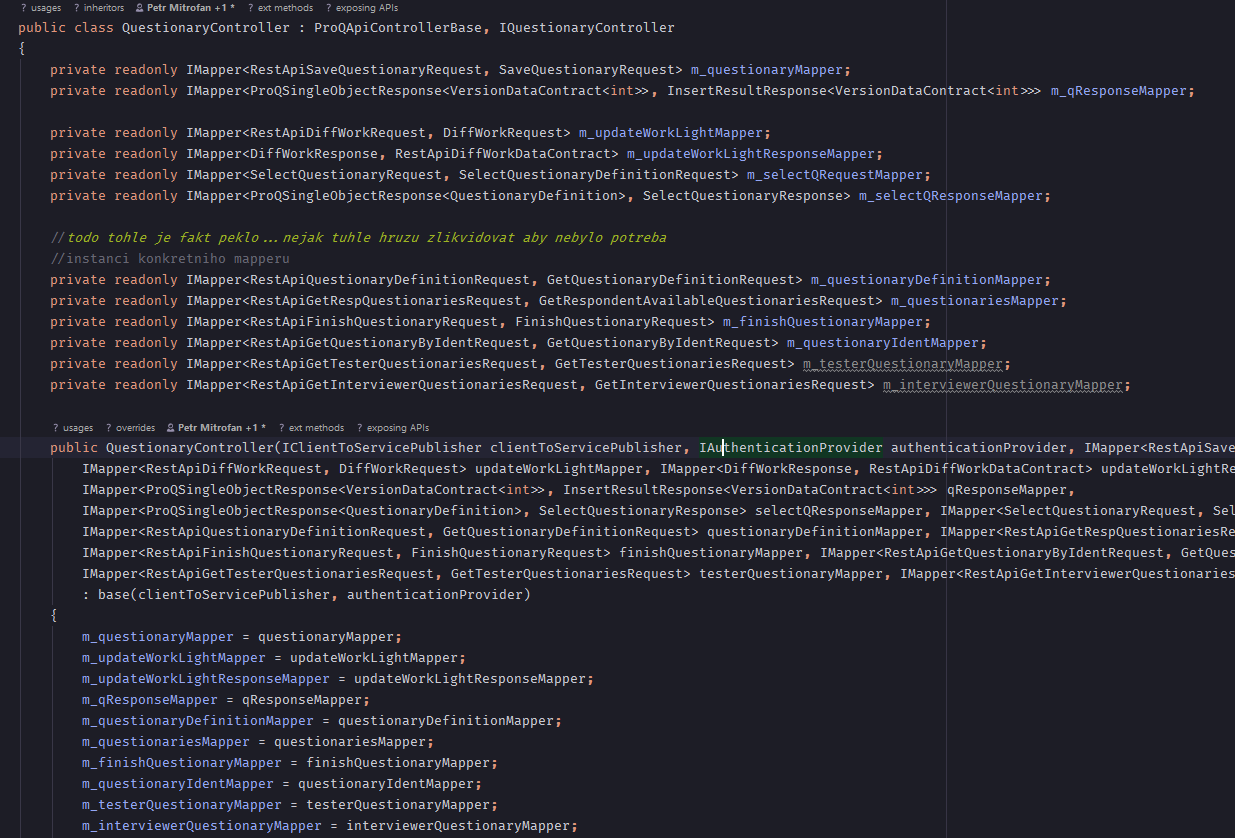 ? usages ? inheritors Petr Mitrofan +1 * ? ext methods ? exposing APIs
public class QuestionaryController : ProQApiControllerBase, IQuestionaryController
{
private readonly IMapper<RestApiSaveQuestionaryRequest, SaveQuestionaryRequest> m_questionaryMapper;
private readonly IMapper<ProQSingleObjectResponse<VersionDataContract<int>>, InsertResultResponse<VersionDataContract<int>>> m_qResponseMapper;
private readonly IMapper<RestApiDiffWorkRequest, DiffWorkRequest> m_updateWorkLightMapper;
private readonly IMapper<DiffWorkResponse, RestApiDiffWorkDataContract> m_updateWorkLightResponseMapper;
private readonly IMapper<SelectQuestionaryRequest, SelectQuestionaryDefinitionRequest> m_selectQRequestMapper;
private readonly IMapper<ProQSingleObjectResponse<QuestionaryDefinition>, SelectQuestionaryResponse> m_selectQResponseMapper;
//todo tohle je fakt peklo...nejak tuhle hruzu zlikvidovat aby nebylo potreba
//instanci konkretniho mapperu
private readonly IMapper<RestApiQuestionaryDefinitionRequest, GetQuestionaryDefinitionRequest> m_questionaryDefinitionMapper;
private readonly IMapper<RestApiGetRespQuestionariesRequest, GetRespondentAvailableQuestionariesRequest> m_questionariesMapper;
private readonly IMapper<RestApiFinishQuestionaryRequest, FinishQuestionaryRequest> m_finishQuestionaryMapper;
private readonly IMapper<RestApiGetQuestionaryByIdentRequest, GetQuestionaryByIdentRequest> m_questionaryIdentMapper;
private readonly IMapper<RestApiGetTesterQuestionariesRequest, GetTesterQuestionariesRequest> m_testerQuestionaryMapper;
private readonly IMapper<RestApiGetInterviewerQuestionariesRequest, GetInterviewerQuestionariesRequest> m_interviewerQuestionaryMapper;
? usages ? overrides Petr Mitrofan +1 * ? ext methods ? exposing APIs
public QuestionaryController(IClientToServicePublisher clientToServicePublisher, IAuthenticationProvider authenticationProvider, IMapper<RestApiSave
IMapper<RestApiDiffWorkRequest, DiffWorkRequest> updateWorkLightMapper, IMapper<DiffWorkResponse, RestApiDiffWorkDataContract> updateWorkLightRe
IMapper<ProQSingleObjectResponse<VersionDataContract<int>>, InsertResultResponse<VersionDataContract<int>>> qResponseMapper,
IMapper<ProQSingleObjectResponse<QuestionaryDefinition>, SelectQuestionaryResponse> selectQResponseMapper, IMapper<SelectQuestionaryRequest, Sel
IMapper<RestApiQuestionaryDefinitionRequest, GetQuestionaryDefinitionRequest> questionaryDefinitionMapper, IMapper<RestApiGetRespQuestionariesRe
IMapper<RestApiFinishQuestionaryRequest, FinishQuestionaryRequest> finishQuestionaryMapper, IMapper<RestApiGetQuestionaryByIdentRequest, GetQues
IMapper<RestApiGetTesterQuestionariesRequest, GetTesterQuestionariesRequest> testerQuestionaryMapper, IMapper<RestApiGetInterviewerQuestionaries
: base(clientToServicePublisher, authenticationProvider)
{
m_questionaryMapper = questionaryMapper;
m_updateWorkLightMapper = updateWorkLightMapper;
m_updateWorkLightResponseMapper = updateWorkLightResponseMapper;
m_qResponseMapper = qResponseMapper;
m_questionaryDefinitionMapper = questionaryDefinitionMapper;
m_questionariesMapper = questionariesMapper;
m_finishQuestionaryMapper = finishQuestionaryMapper;
m_questionaryIdentMapper = questionaryIdentMapper;
m_testerQuestionaryMapper = testerQuestionaryMapper;
m_interviewerQuestionaryMapper = interviewerQuestionaryMapper;